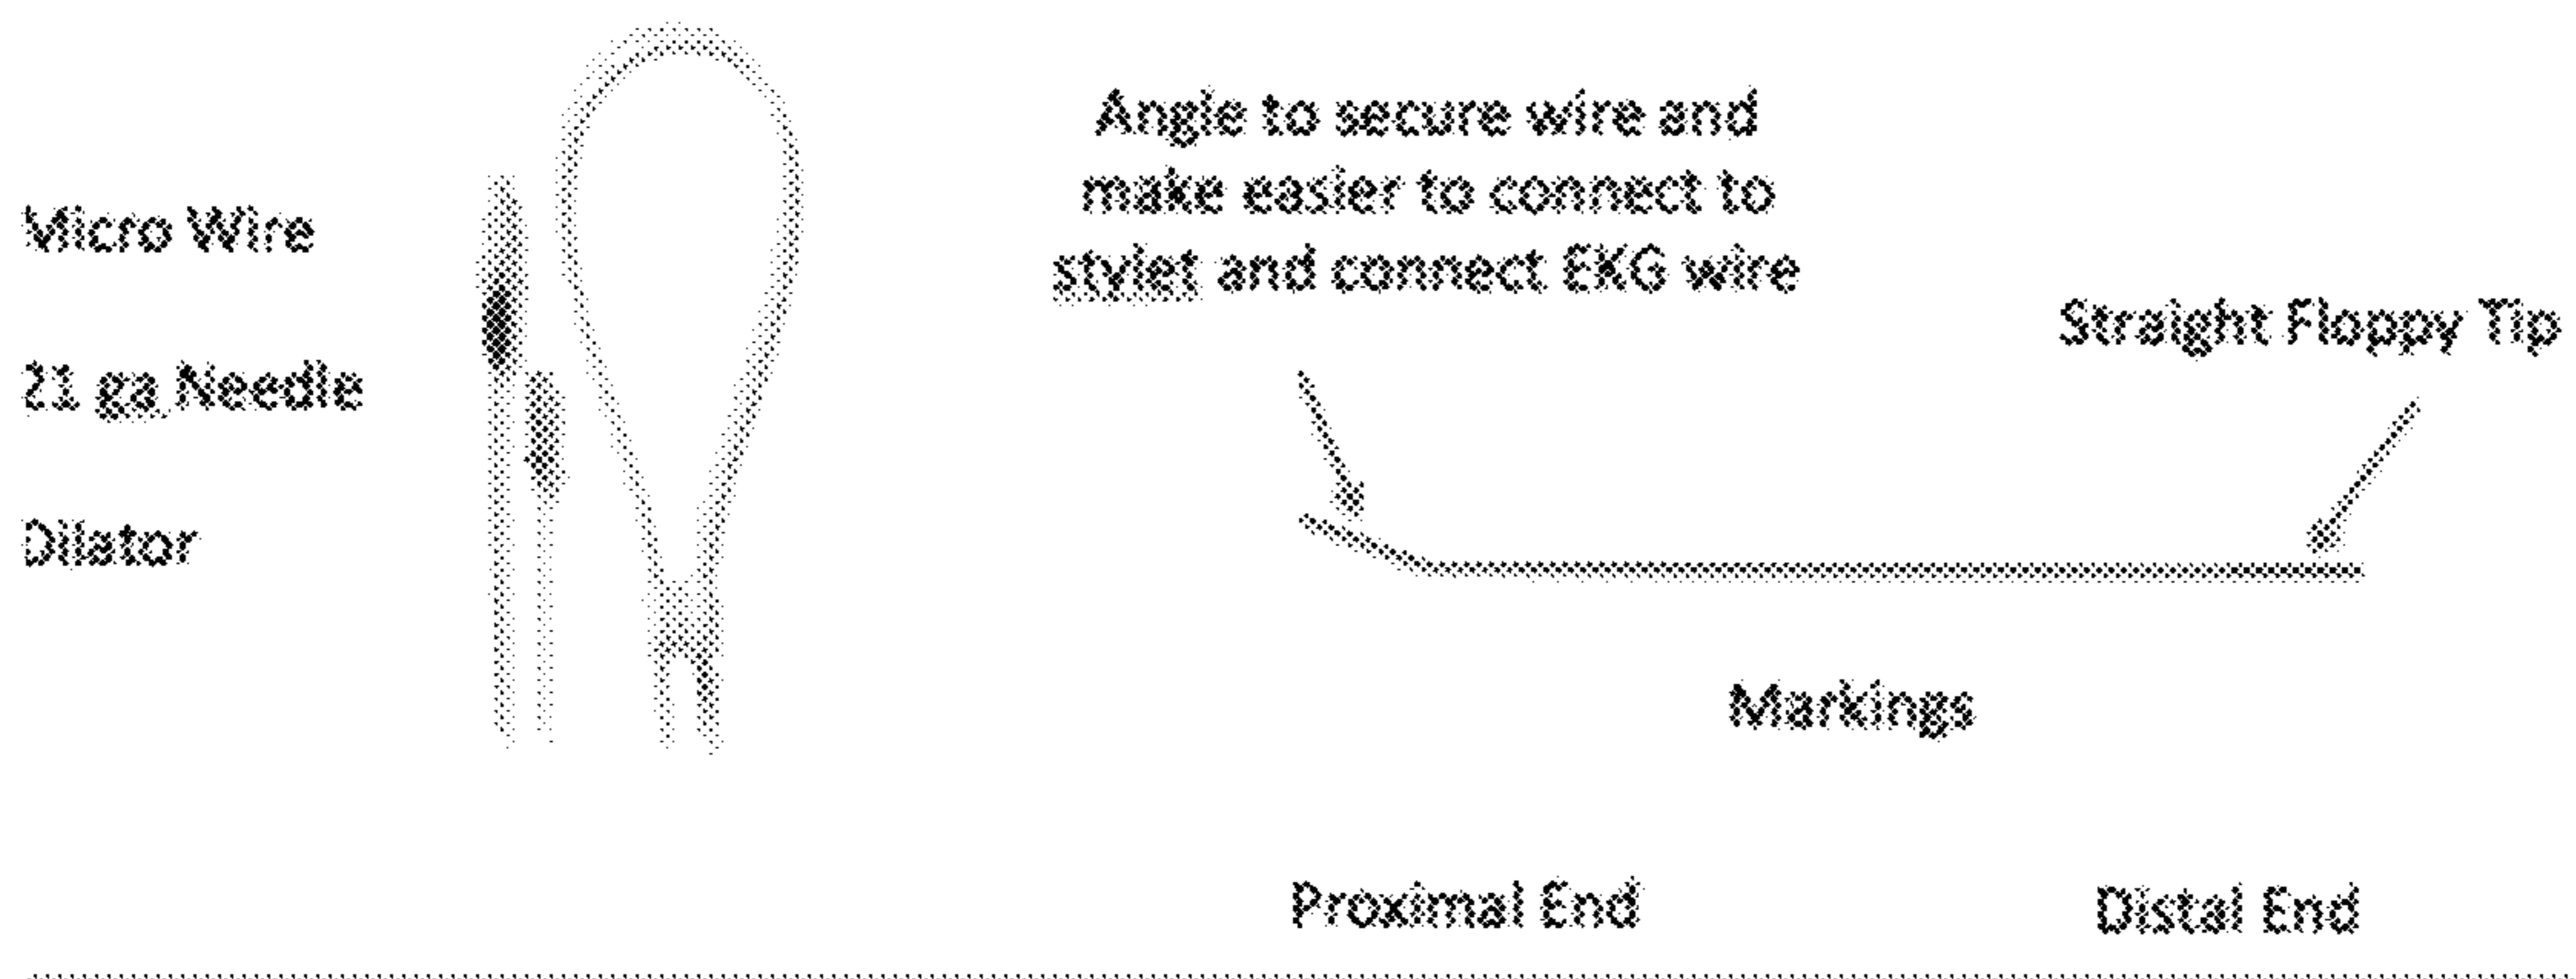 Micro Wire
21 ga Needle
Dilator
Angle to secure wire and
make easier to connect to
stylet and connect EKG wire
Straight Floppy Tip
Markings
Proximal End
Distal End